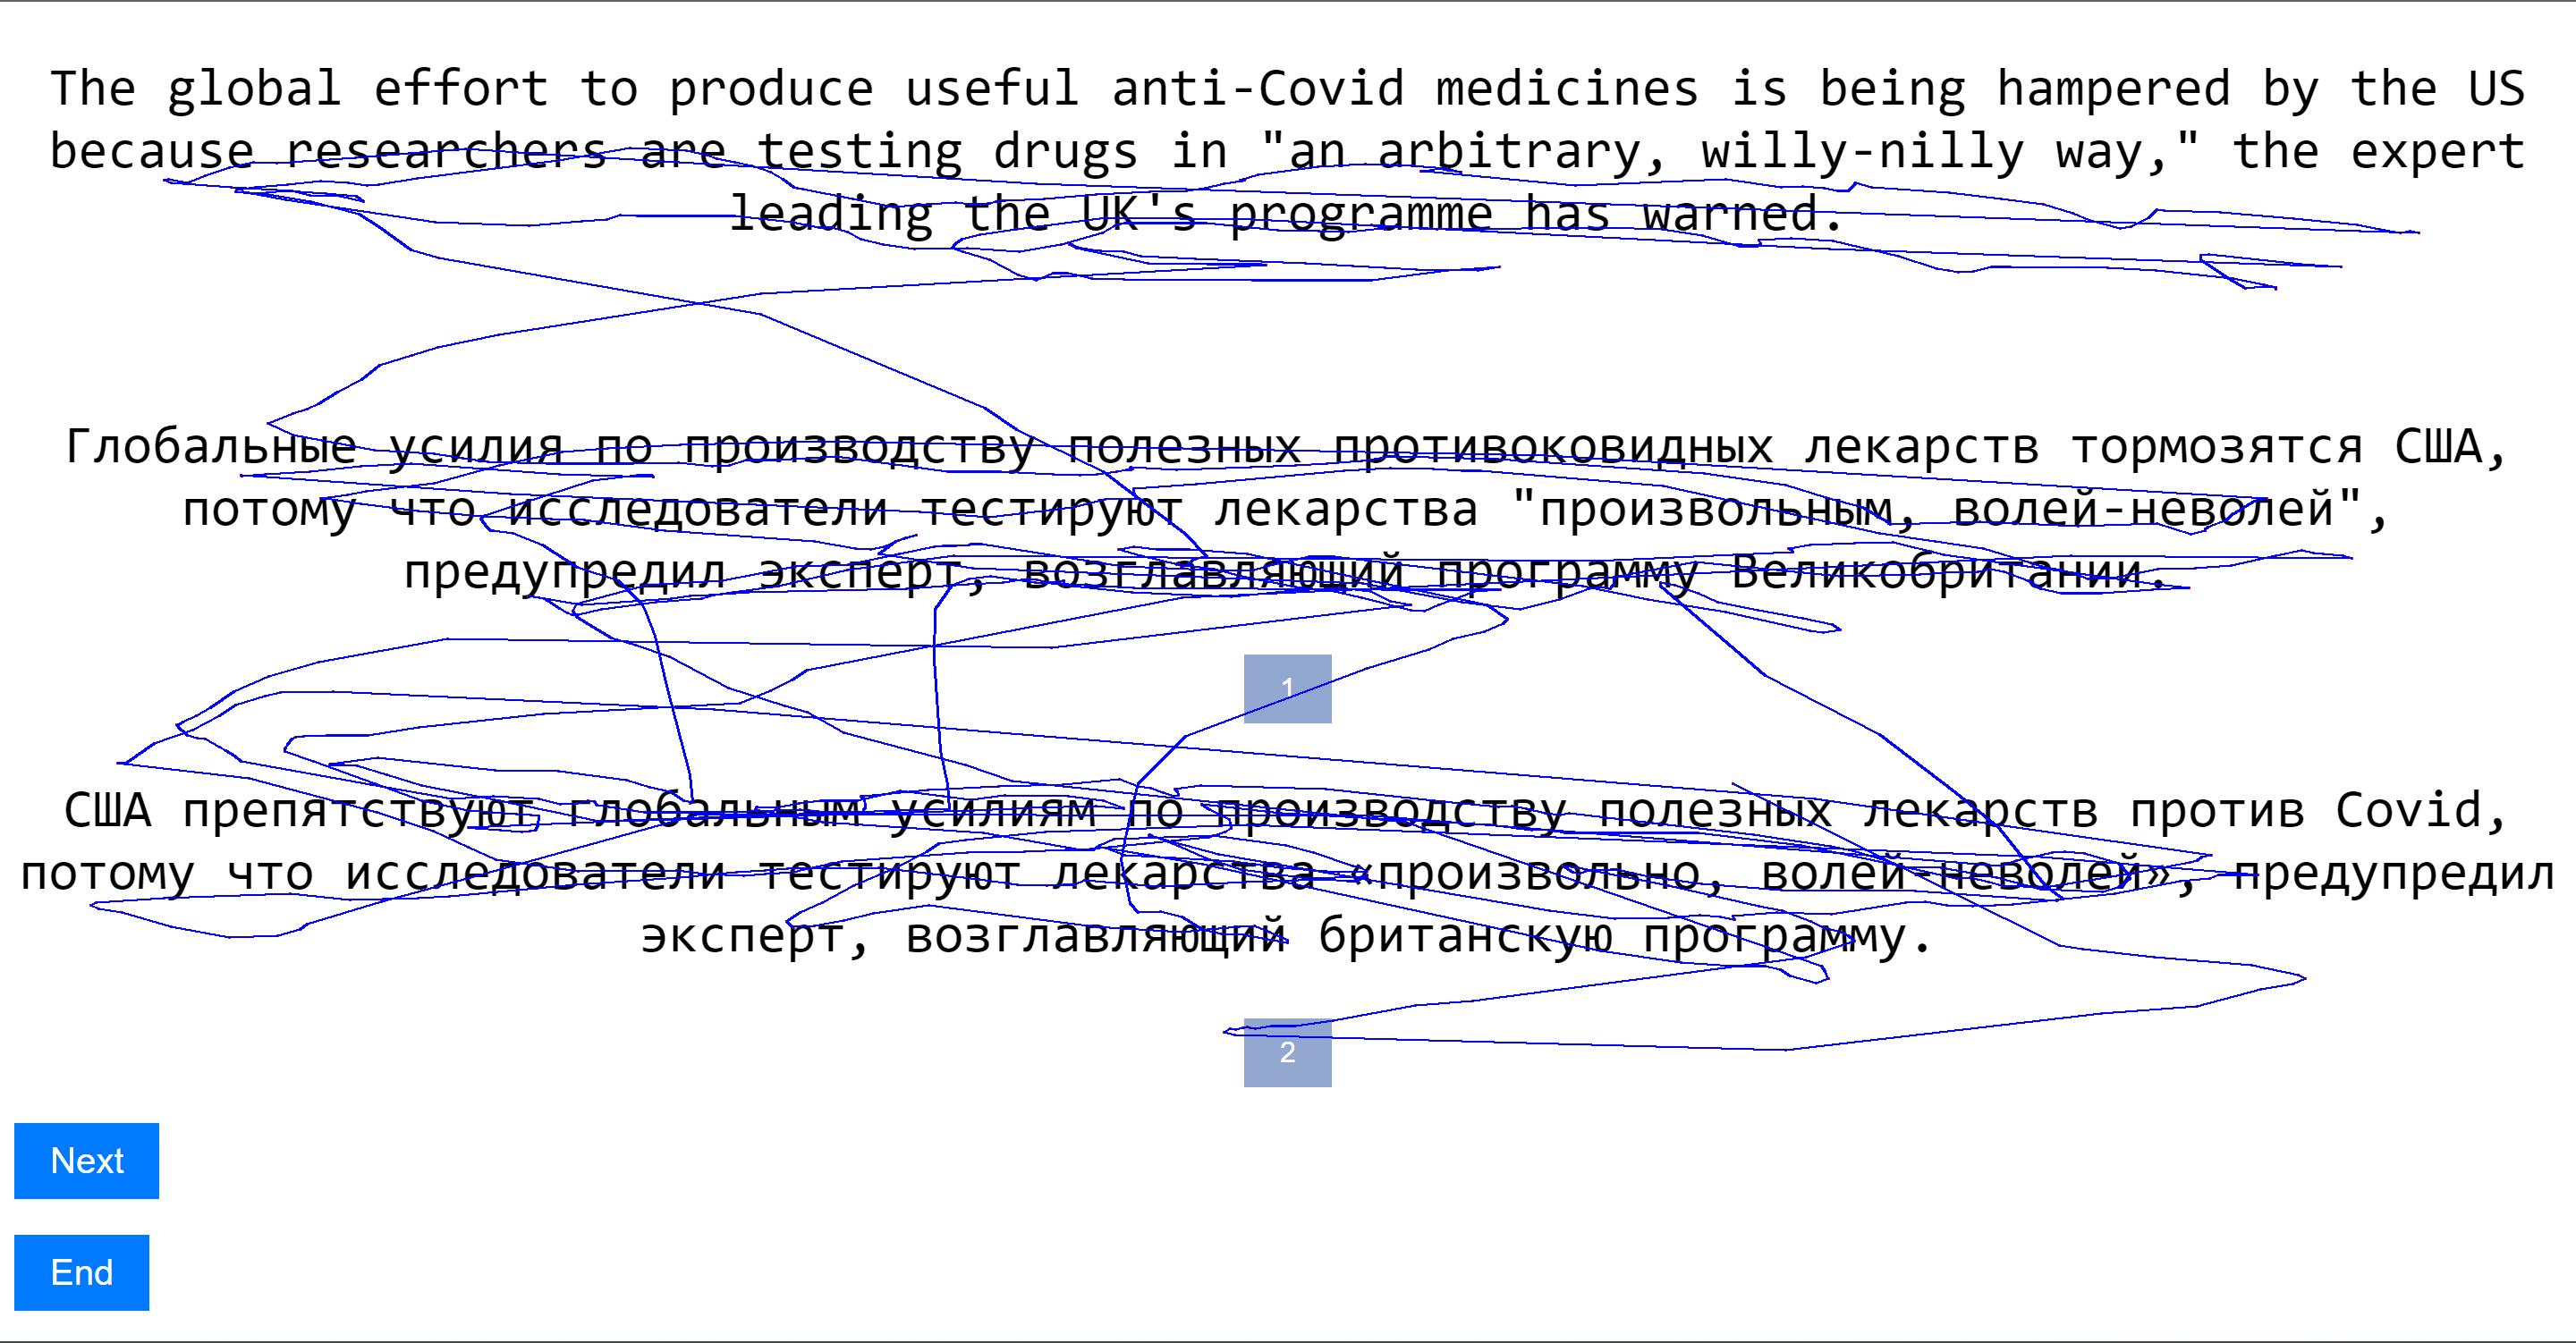 The global effort to produce useful anti-Covid medicines is being hampered by the US
because researchers are testing drugs in "an arbitrary, willy-nilly way," the expert
leading the UK's programme has warned.
Глобальные усилия по производству полезных противоковидных лекарств тормозятся США,
потому что исследователи тестируют лекарства "произвольным, волей-неволей",
предупредил эксперт, возглавляющий программу Великобритании.
1
США препятствуют глобальным усилиям по производству полезных лекарств против Covid,
потому что исследователи тестируют лекарства «произвольно, волей-неволей», предупредил
эксперт, возглавляющий британскую программу.
2
Next
End